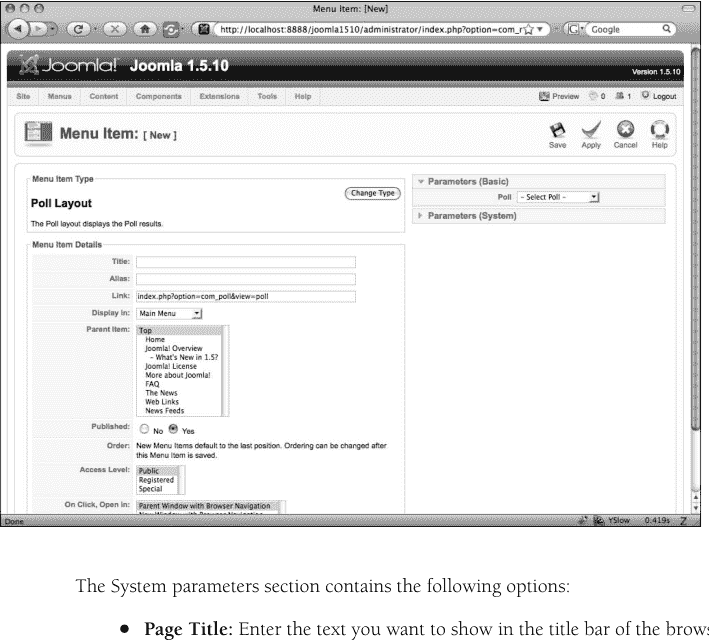 Menu Item: [New]
http://localhost:8888/joomla1510/administrator/index.php?option=com_r
Google
Joomla! Joomla 1.5.10
Version 1.5.10
Site Menus Content Components Extensions Tools Help
Preview 0 1 Logout
Menu Item: [ New ]
Save Apply Cancel Help
Menu Item Type
Change Type
Poll Layout
The Poll layout displays the Poll results.
Parameters (Basic)
Poll - Select Poll -
Parameters (System)
Menu Item Details
Title:
Alias:
Link: index.php?option=com_poll&view=poll
Display in: Main Menu
Parent Item: Top
Home
Joomla! Overview
- What's New in 1.5?
Joomla! License
More about Joomla!
FAQ
The News
Web Links
News Feeds
Published: No Yes
Order: New Menu Items default to the last position. Ordering can be changed after
this Menu Item is saved.
Access Level: Public
Registered
Special
On Click, Open in: Parent Window with Browser Navigation
New Window with Browser Navigation
Done
YSlow 0.419s
The System parameters section contains the following options:
• Page Title: Enter the text you want to show in the title bar of the brows